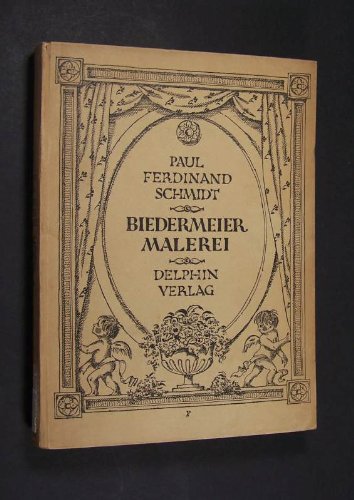 PAUL
FERDINAND
SCHMIDT
BIEDERMEIER
MALEREI
DELPHIN
VERLAG